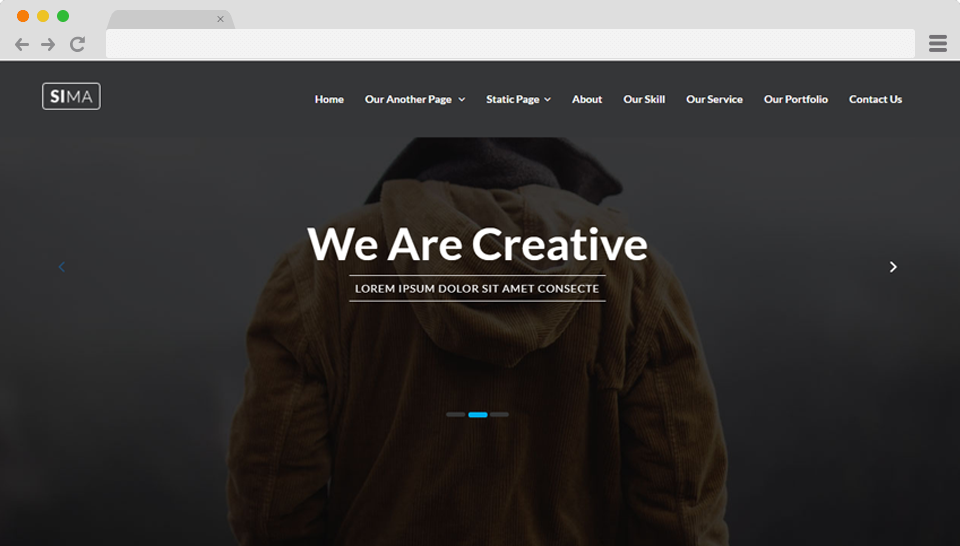 SIMA
Home Our Another Page Static Page About Our Skill Our Service Our Portfolio Contact Us
We Are Creative
LOREM IPSUM DOLOR SIT AMET CONSECTE